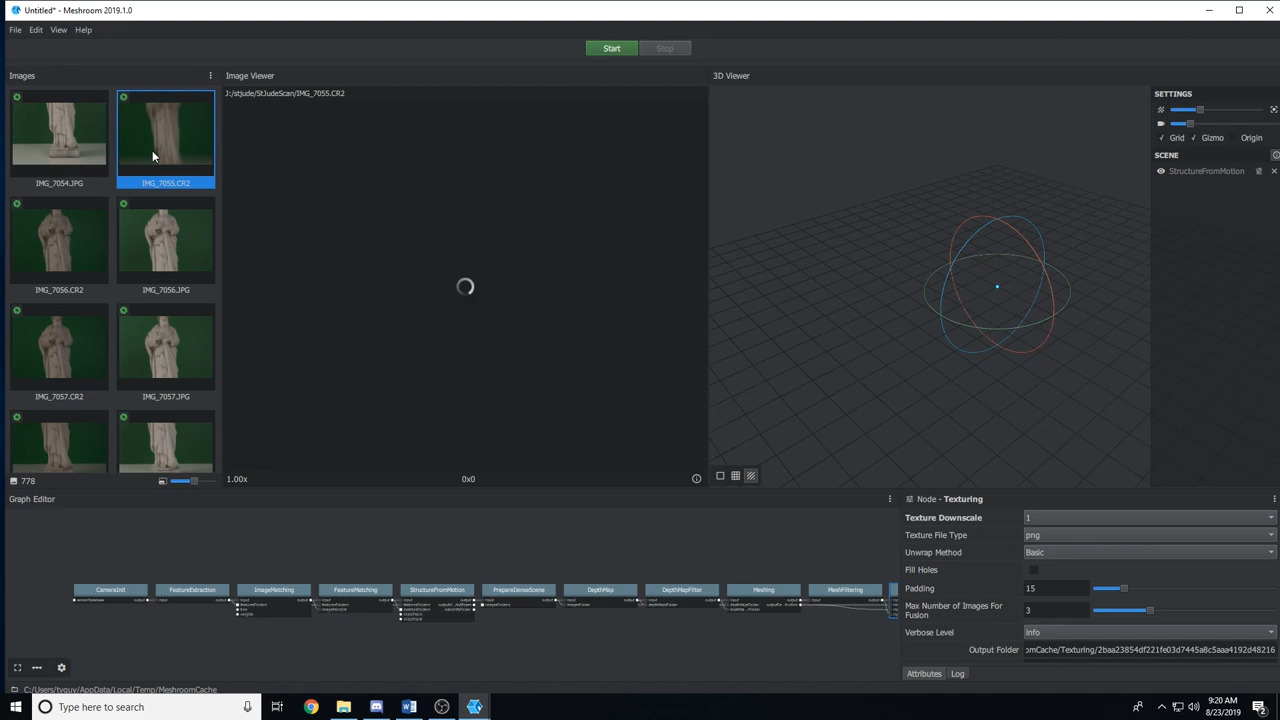 Untitled* - Meshroom 2019.1.0
File Edit View Help
Start Stop
Images
IMG_7054.JPG IMG_7055.CR2
IMG_7056.CR2 IMG_7056.JPG
IMG_7057.CR2 IMG_7057.JPG
778
Image Viewer
J:/stjude/StJudeScan/IMG_7055.CR2
1.00x 0x0
3D Viewer
SETTINGS
Grid Gizmo Origin
SCENE
StructureFromMotion
Graph Editor
CameraInit FeatureExtraction ImageMatching FeatureMatching StructureFromMotion PrepareDenseScene DepthMap DepthMapFilter Meshing MeshFiltering
Node - Texturing
Texture Downscale 1
Texture File Type png
Unwrap Method Basic
Fill Holes
Padding 15
Max Number of Images For Fusion 3
Verbose Level info
Output Folder omCache/Texturing/2baa23854df221fe03d7445a8c5aaa4192d48216
Attributes Log
C:/Users/tyguy/AppData/Local/Temp/MeshroomCache
Type here to search
9:20 AM
8/23/2019
2